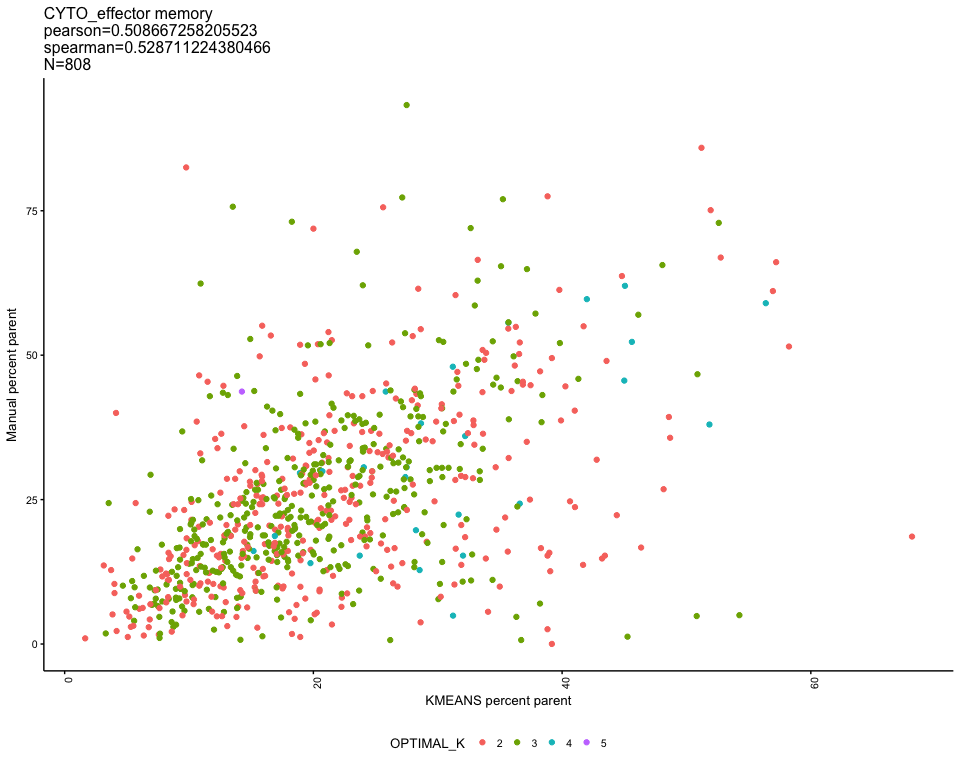 CYTO_effector memory
pearson=0.508667258205523
spearman=0.528711224380466
N=808
Manual percent parent
75
50
25
0
0
20
40
60
KMEANS percent parent
OPTIMAL_K 2 3 4 5